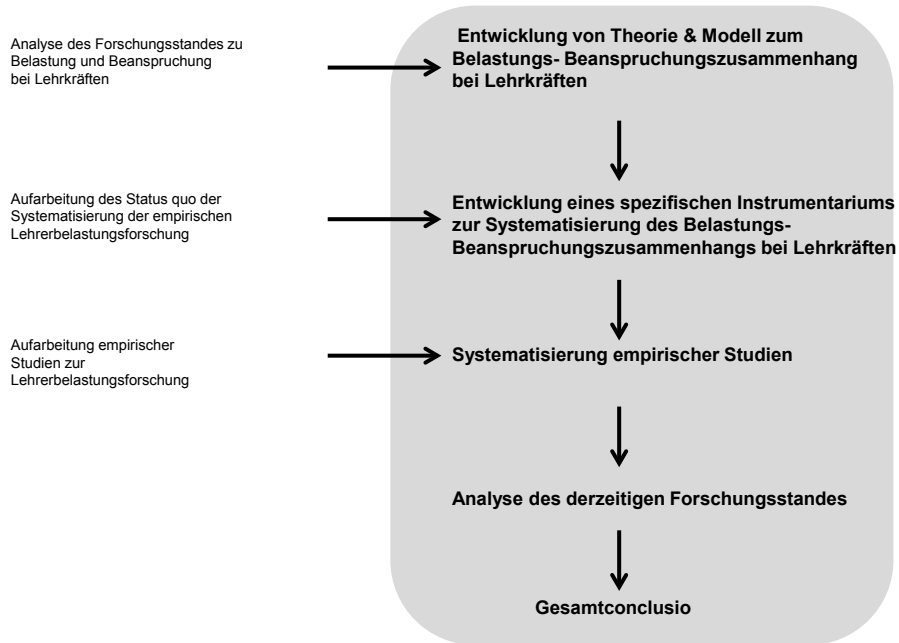 Analyse des Forschungsstandes zu
Belastung und Beanspruchung
bei Lehrkräften
Entwicklung von Theorie & Modell zum
Belastungs- Beanspruchungszusammenhang
bei Lehrkräften
Aufarbeitung des Status quo der
Systematisierung der empirischen
Lehrerbelastungsforschung
Entwicklung eines spezifischen Instrumentariums
zur Systematisierung des Belastungs-
Beanspruchungszusammenhangs bei Lehrkräften
Aufarbeitung empirischer
Studien zur
Lehrerbelastungsforschung
Systematisierung empirischer Studien
Analyse des derzeitigen Forschungsstandes
Gesamtconclusio